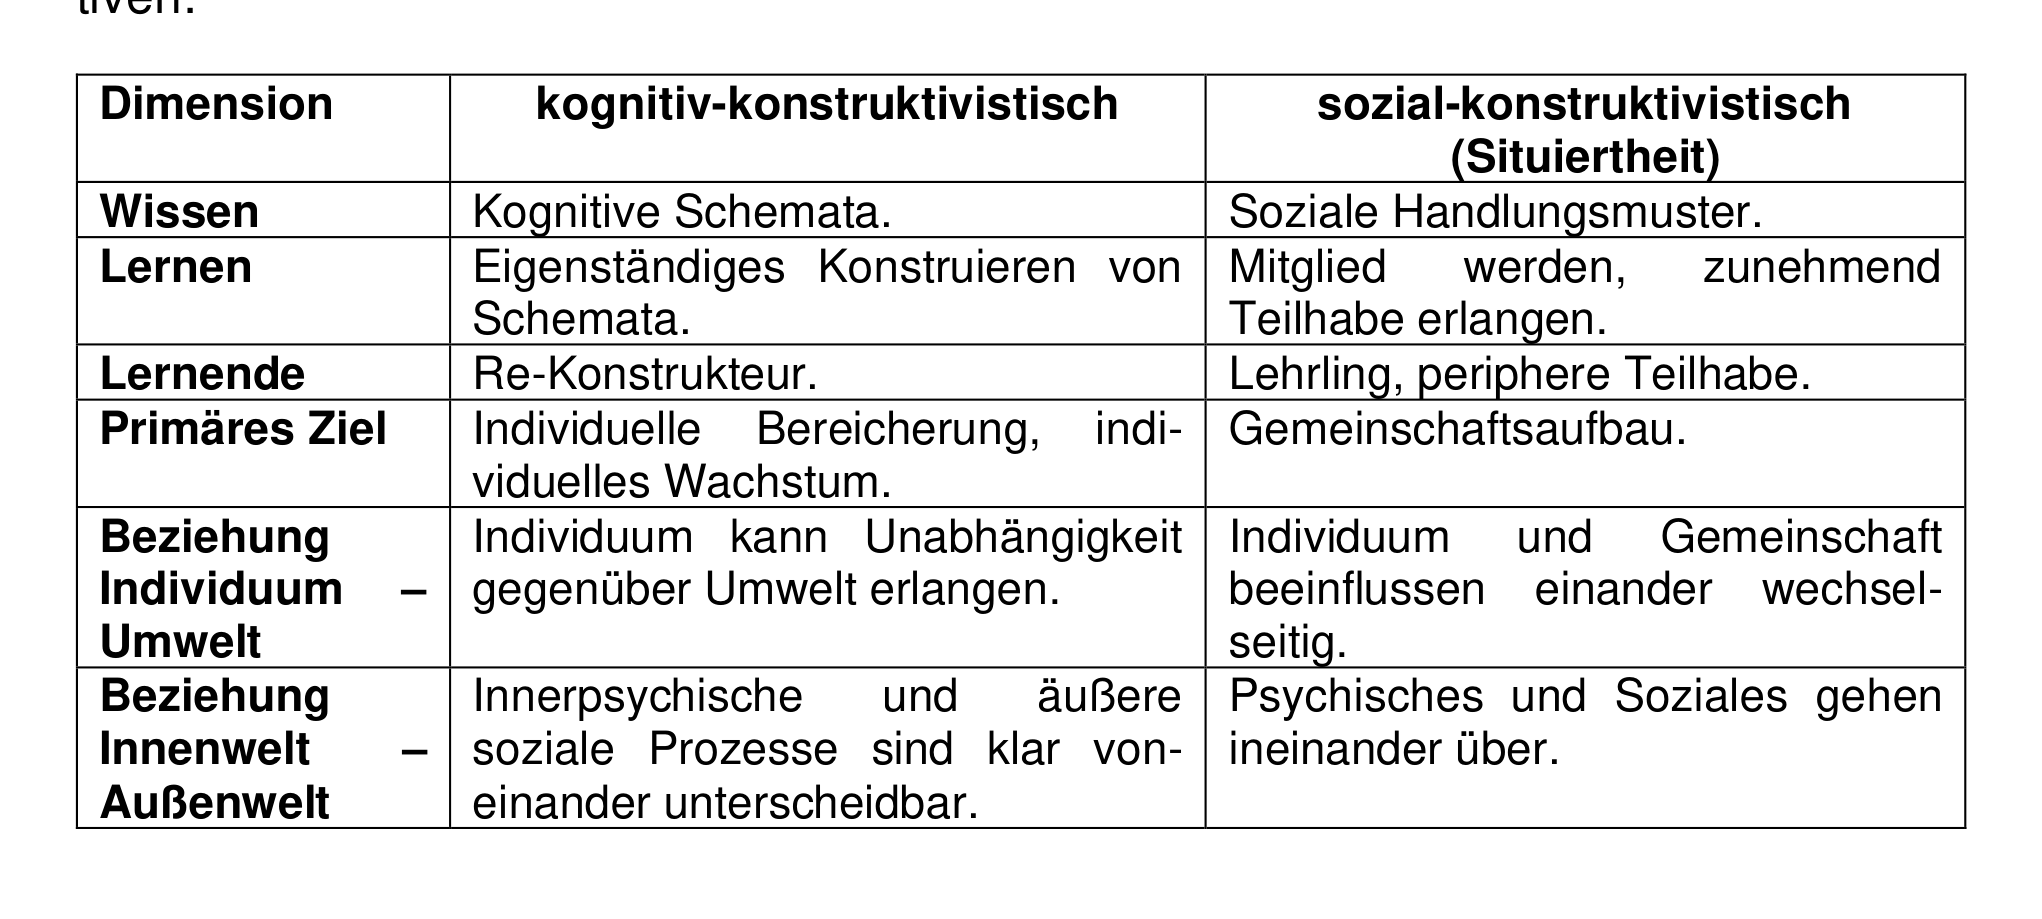 tiven.
Dimension kognitiv-konstruktivistisch sozial-konstruktivistisch
(Situiertheit)
Wissen Kognitive Schemata. Soziale Handlungsmuster.
Lernen Eigenständiges Konstruieren von Mitglied werden, zunehmend
Schemata. Teilhabe erlangen.
Lernende Re-Konstrukteur. Lehrling, periphere Teilhabe.
Primäres Ziel Individuelle Bereicherung, indi- Gemeinschaftsaufbau.
viduelles Wachstum.
Beziehung Individuum kann Unabhängigkeit Individuum und Gemeinschaft
Individuum – gegenüber Umwelt erlangen. beeinflussen einander wechsel-
Umwelt seitig.
Beziehung Innerpsychische und äußere Psychisches und Soziales gehen
Innenwelt – soziale Prozesse sind klar von- ineinander über.
Außenwelt einander unterscheidbar.